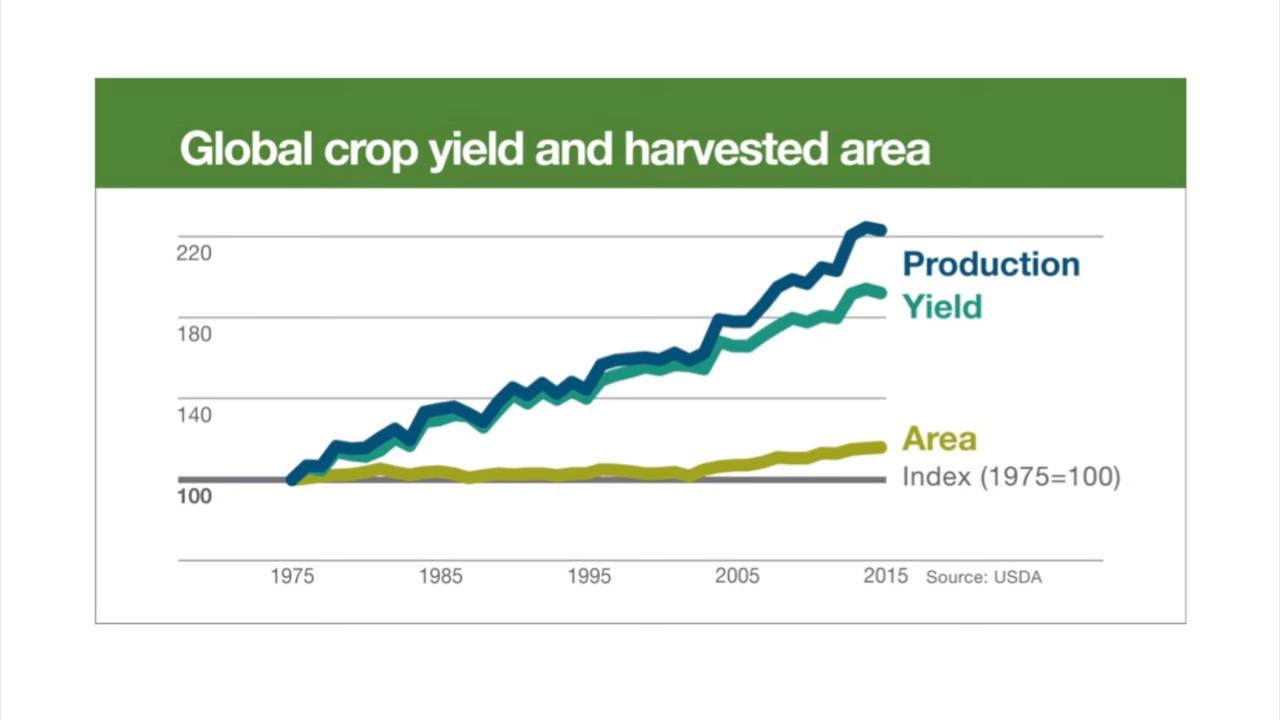 Global crop yield and harvested area
220
Production
Yield
180
140
Area
Index (1975=100)
100
1975 1985 1995 2005 2015 Source: USDA